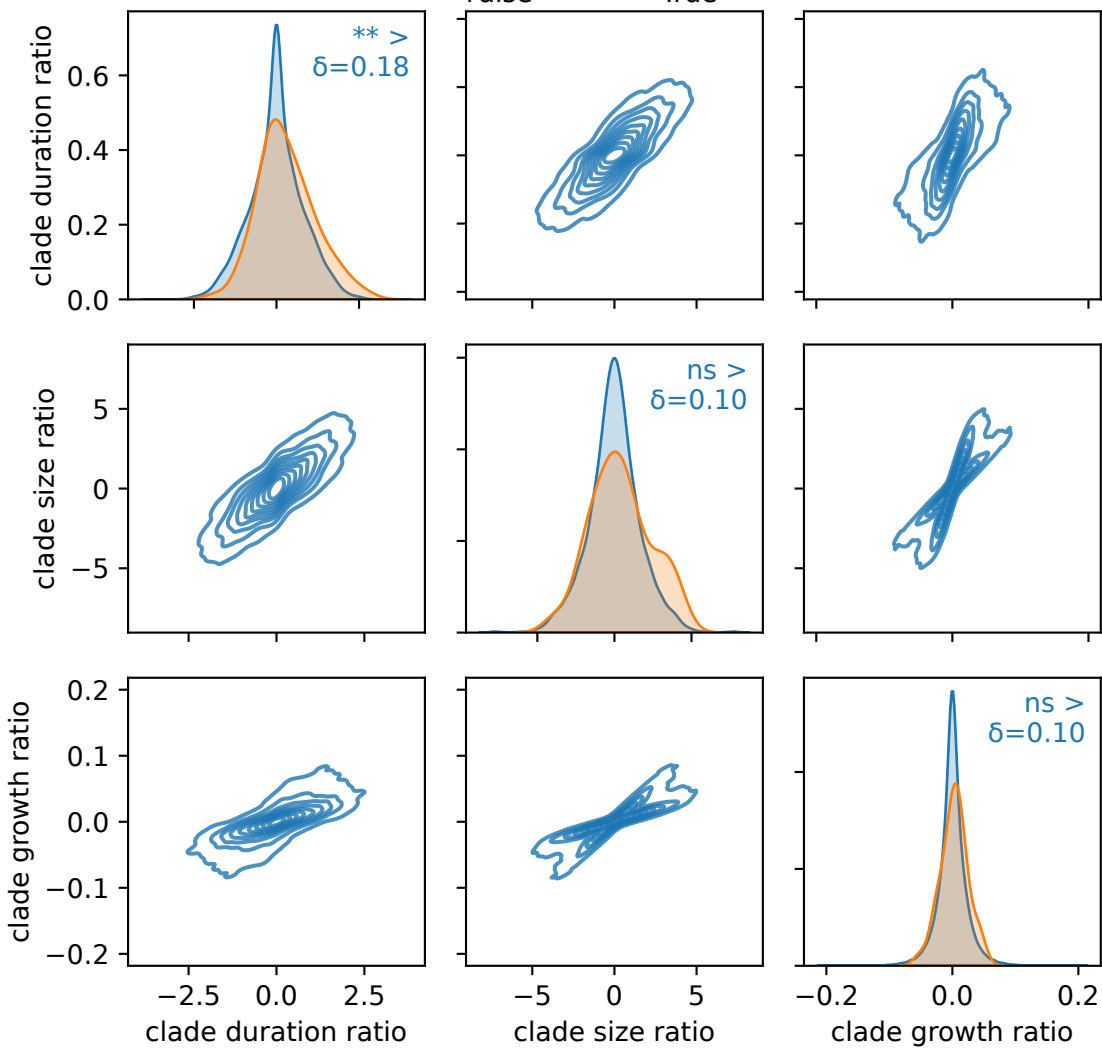 clade duration ratio
0.6
0.4
0.2
0.0
** >
δ=0.18
clade size ratio
5
0
−5
ns >
δ=0.10
clade growth ratio
0.2
0.1
0.0
−0.1
−0.2
ns >
δ=0.10
−2.5 0.0 2.5
−5 0 5
−0.2 0.0 0.2
clade duration ratio
clade size ratio
clade growth ratio